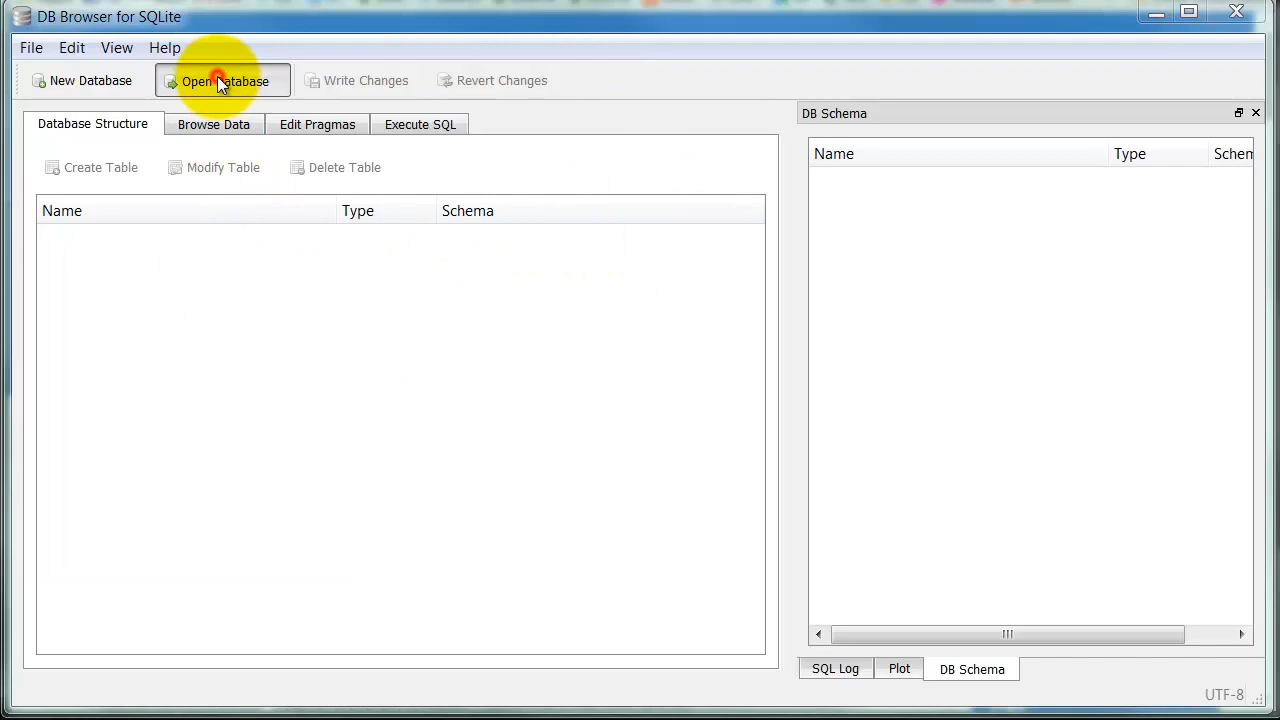 DB Browser for SQLite
File Edit View Help
New Database Open Database Write Changes Revert Changes
Database Structure Browse Data Edit Pragmas Execute SQL
Create Table Modify Table Delete Table
Name Type Schema
DB Schema
Name Type Schem
SQL Log Plot DB Schema
UTF-8